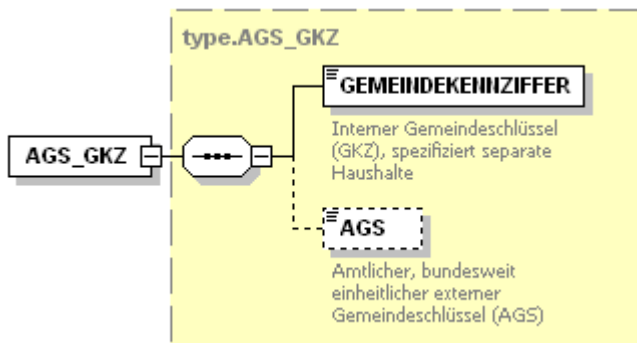 type.AGS_GKZ
GEMEINDEKENNZIFFER
Interner Gemeindeschlüssel
(GKZ), spezifiziert separate
Haushalte
AGS_GKZ
AGS
Amtlicher, bundesweit
einheitlicher externer
Gemeindeschlüssel (AGS)